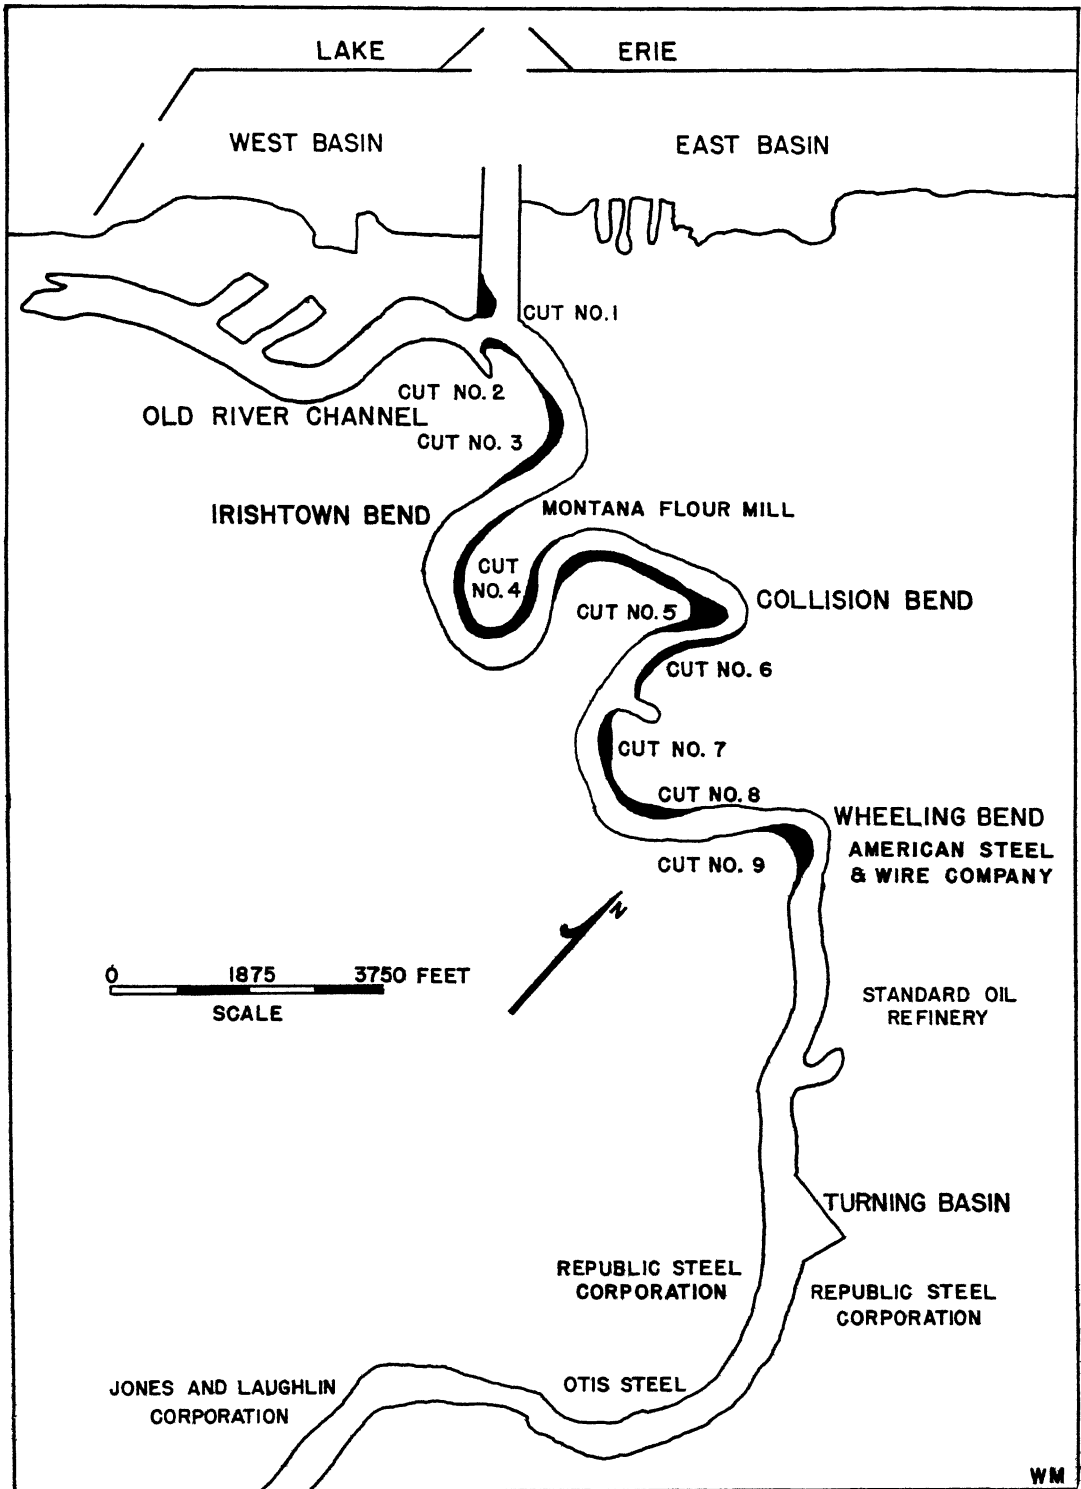 LAKE ERIE
WEST BASIN
EAST BASIN
CUT NO.1
CUT NO. 2
OLD RIVER CHANNEL
CUT NO. 3
IRISHTOWN BEND
MONTANA FLOUR MILL
CUT
NO. 4
CUT NO. 5
COLLISION BEND
CUT NO. 6
CUT NO. 7
CUT NO. 8
WHEELING BEND
AMERICAN STEEL
& WIRE COMPANY
CUT NO. 9
N
0 1875 3750 FEET
SCALE
STANDARD OIL
REFINERY
TURNING BASIN
REPUBLIC STEEL
CORPORATION
REPUBLIC STEEL
CORPORATION
OTIS STEEL
JONES AND LAUGHLIN
CORPORATION
WM